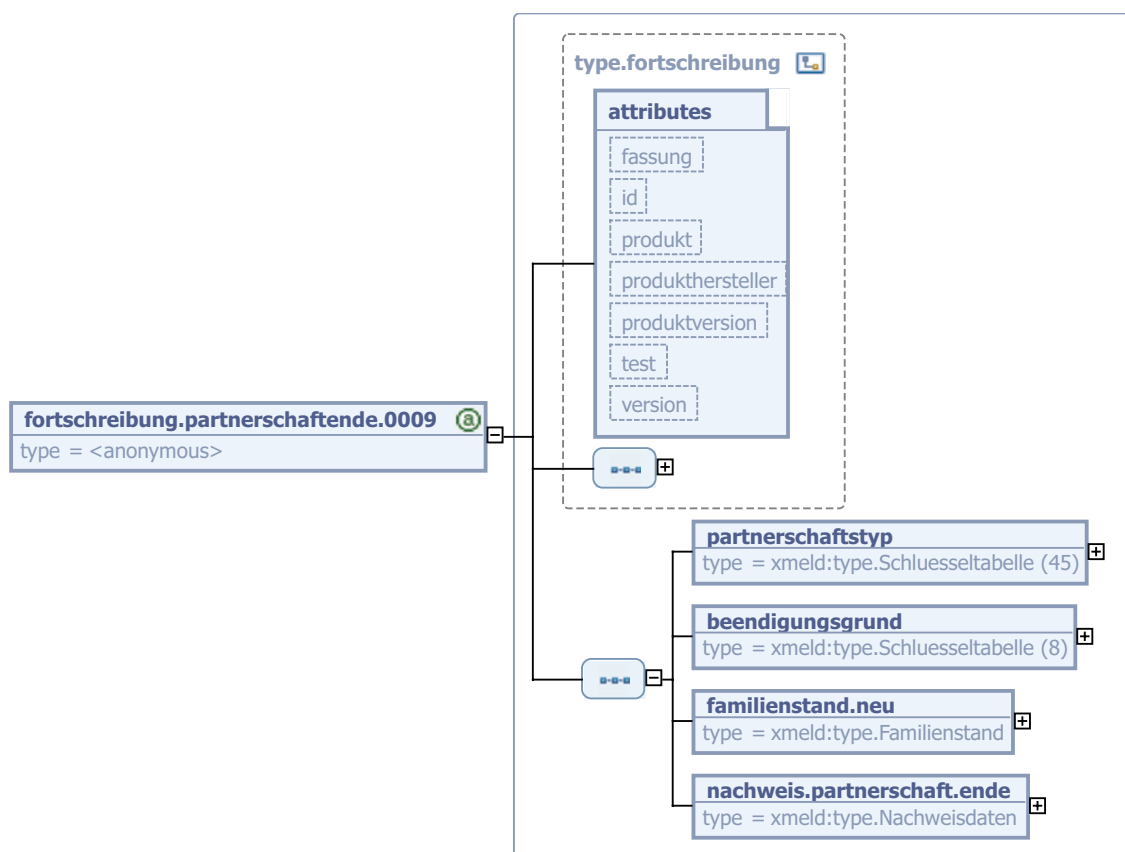 type.fortschreibung
attributes
fassung
id
produkt
produkthersteller
produktversion
test
version
fortschreibung.partnerschaftende.0009
type = <anonymous>
partnerschaftstyp
type = xmeld:type.Schluesseltabelle (45)
beendigungsgrund
type = xmeld:type.Schluesseltabelle (8)
familienstand.neu
type = xmeld:type.Familienstand
nachweis.partnerschaft.ende
type = xmeld:type.Nachweisdaten